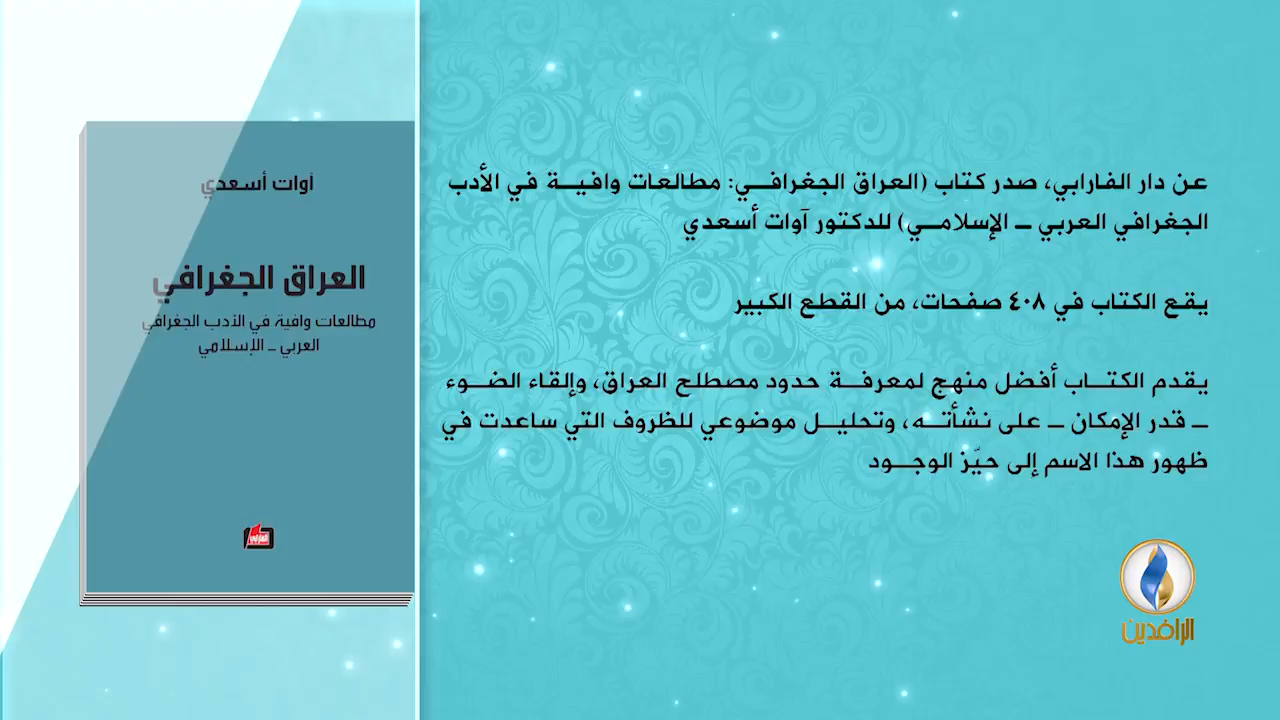 آوات أسعدي
العراق الجغرافي
مطالعات وافية في الأدب الجغرافي
العربي ـ الإسلامي
الفارابي
عن دار الفارابي، صدر كتاب (العراق الجغرافي: مطالعات وافية في الأدب
الجغرافي العربي ـ الإسلامي) للدكتور آوات أسعدي
يقع الكتاب في ٤٠٨ صفحات، من القطع الكبير
يقدم الكتاب أفضل منهج لمعرفة حدود مصطلح العراق، وإلقاء الضوء
ـ قدر الإمكان ـ على نشأته، وتحليل موضوعي للظروف التي ساعدت في
ظهور هذا الاسم إلى حيّز الوجود
الرافدين